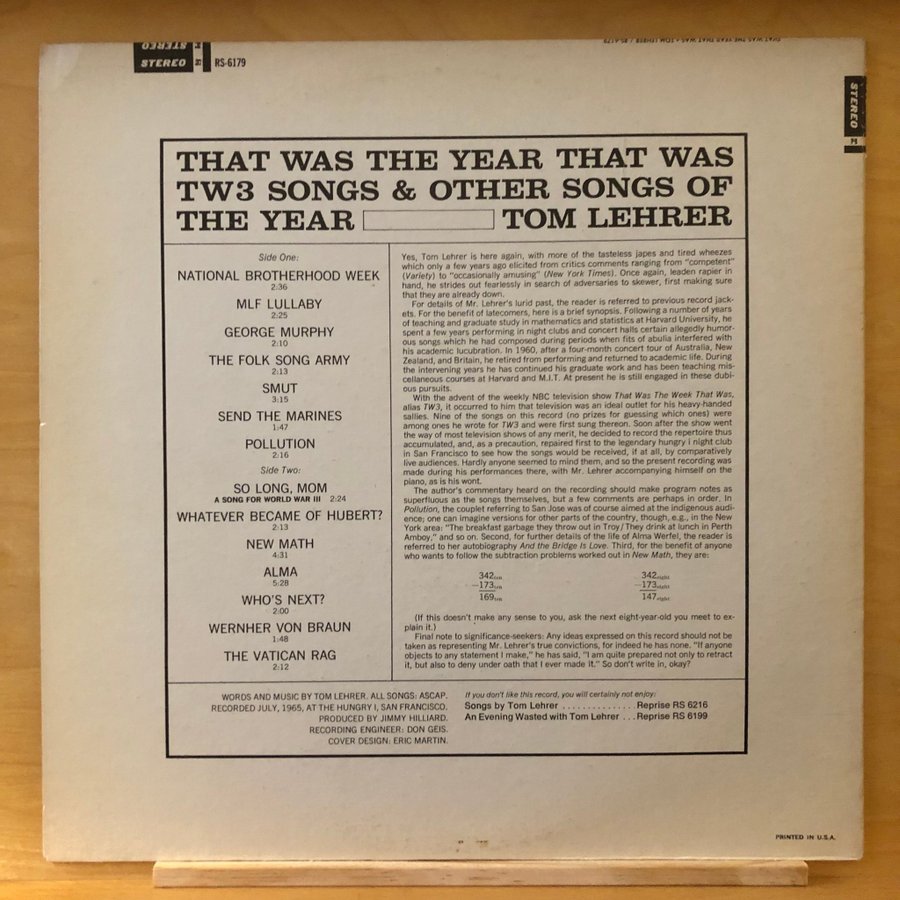 STEREO
STEREO
RS-6179
THAT WAS THE YEAR THAT WAS • TOM LEHRER / RS-6179
STEREO
THAT WAS THE YEAR THAT WAS
TW3 SONGS & OTHER SONGS OF
THE YEAR TOM LEHRER
Side One:
NATIONAL BROTHERHOOD WEEK
2:36
MLF LULLABY
2:25
GEORGE MURPHY
2:10
THE FOLK SONG ARMY
2:13
SMUT
3:15
SEND THE MARINES
1:47
POLLUTION
2:16
Side Two:
SO LONG, MOM
A SONG FOR WORLD WAR III 2:24
WHATEVER BECAME OF HUBERT?
2:13
NEW MATH
4:31
ALMA
5:28
WHO'S NEXT?
2:00
WERNHER VON BRAUN
1:48
THE VATICAN RAG
2:12
Yes, Tom Lehrer is here again, with more of the tasteless japes and tired wheezes
which only a few years ago elicited from critics comments ranging from "competent"
(Variety) to "occasionally amusing" (New York Times). Once again, leaden rapier in
hand, he strides out fearlessly in search of adversaries to skewer, first making sure
that they are already down.
For details of Mr. Lehrer's lurid past, the reader is referred to previous record jack-
ets. For the benefit of latecomers, here is a brief synopsis. Following a number of years
of teaching and graduate study in mathematics and statistics at Harvard University, he
spent a few years performing in night clubs and concert halls certain allegedly humor-
ous songs which he had composed during periods when fits of abulia interfered with
his academic lucubration. In 1960, after a four-month concert tour of Australia, New
Zealand, and Britain, he retired from performing and returned to academic life. During
the intervening years he has continued his graduate work and has been teaching mis-
cellaneous courses at Harvard and M.I.T. At present he is still engaged in these dubi-
ous pursuits.
With the advent of the weekly NBC television show That Was The Week That Was,
alias TW3, it occurred to him that television was an ideal outlet for his heavy-handed
sallies. Nine of the songs on this record (no prizes for guessing which ones) were
among ones he wrote for TW3 and were first sung thereon. Soon after the show went
the way of most television shows of any merit, he decided to record the repertoire thus
accumulated, and, as a precaution, repaired first to the legendary hungry i night club
in San Francisco to see how the songs would be received, if at all, by comparatively
live audiences. Hardly anyone seemed to mind them, and so the present recording was
made during his performances there, with Mr. Lehrer accompanying himself on the
piano, as is his wont.
The author's commentary heard on the recording should make program notes as
superfluous as the songs themselves, but a few comments are perhaps in order. In
Pollution, the couplet referring to San Jose was of course aimed at the indigenous audi-
ence; one can imagine versions for other parts of the country, though, e.g., in the New
York area: "The breakfast garbage they throw out in Troy/They drink at lunch in Perth
Amboy," and so on. Second, for further details of the life of Alma Werfel, the reader is
referred to her autobiography And the Bridge Is Love. Third, for the benefit of anyone
who wants to follow the subtraction problems worked out in New Math, they are:
342ten 342eight
—173ten —173eight
169ten 147eight
(If this doesn't make any sense to you, ask the next eight-year-old you meet to ex-
plain it.)
Final note to significance-seekers: Any ideas expressed on this record should not be
taken as representing Mr. Lehrer's true convictions, for indeed he has none. "If anyone
objects to any statement I make," he has said, "I am quite prepared not only to retract
it, but also to deny under oath that I ever made it." So don't write in, okay?
WORDS AND MUSIC BY TOM LEHRER. ALL SONGS: ASCAP.
RECORDED JULY, 1965, AT THE HUNGRY I, SAN FRANCISCO.
PRODUCED BY JIMMY HILLIARD.
RECORDING ENGINEER: DON GEIS.
COVER DESIGN: ERIC MARTIN.
If you don't like this record, you will certainly not enjoy:
Songs by Tom Lehrer . . . . . . . . . . . . . . Reprise RS 6216
An Evening Wasted with Tom Lehrer . . . Reprise RS 6199
PRINTED IN U.S.A.